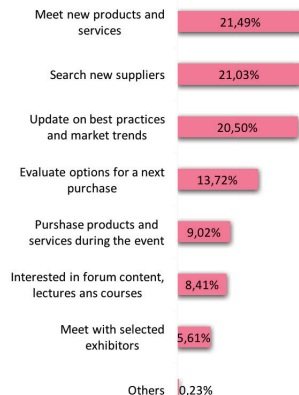 Meet new products and
services
21,49%
Search new suppliers
21,03%
Update on best practices
and market trends
20,50%
Evaluate options for a next
purchase
13,72%
Purshase products and
services during the event
9,02%
Interested in forum content,
lectures ans courses
8,41%
Meet with selected
exhibitors
5,61%
Others
0,23%